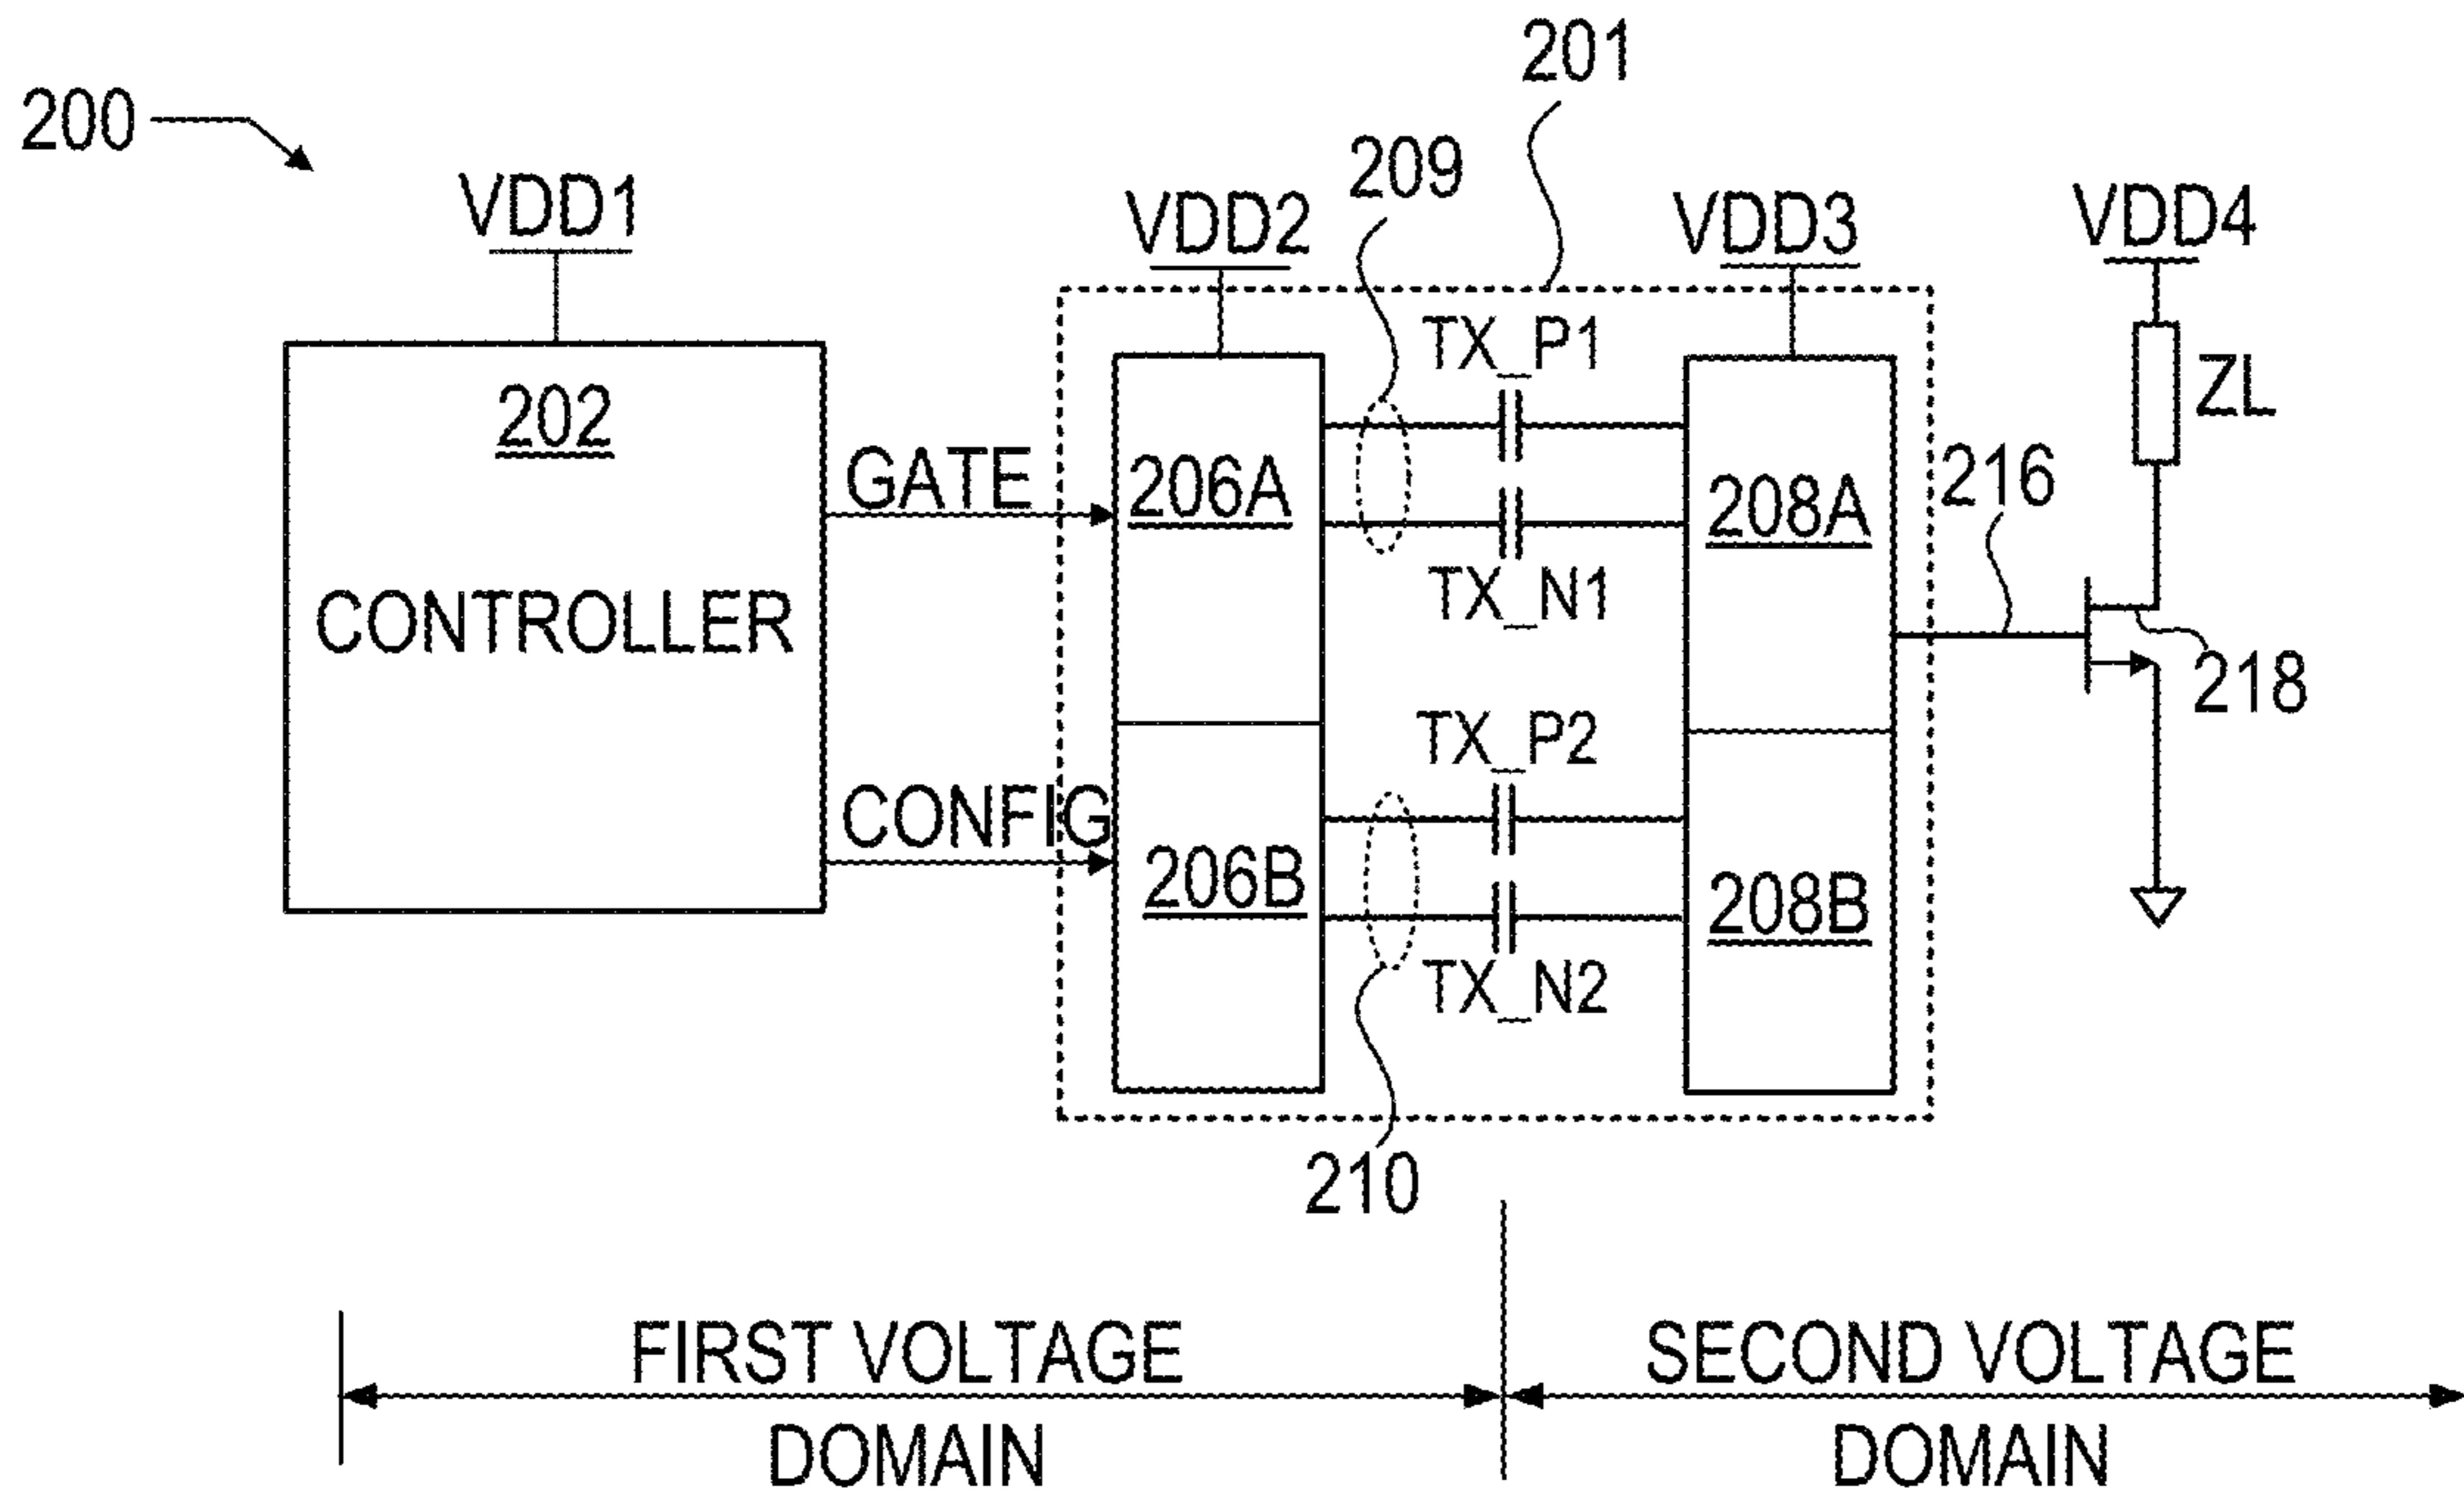 201
200
209
VDD1
VDD2
VDD3
VDD4
TX_P1
ZL
202
GATE
206A
208A
216
CONTROLLER
TX_N1
218
TX_P2
CONFIG
206B
208B
TX_N2
210
FIRST VOLTAGE
DOMAIN
SECOND VOLTAGE
DOMAIN